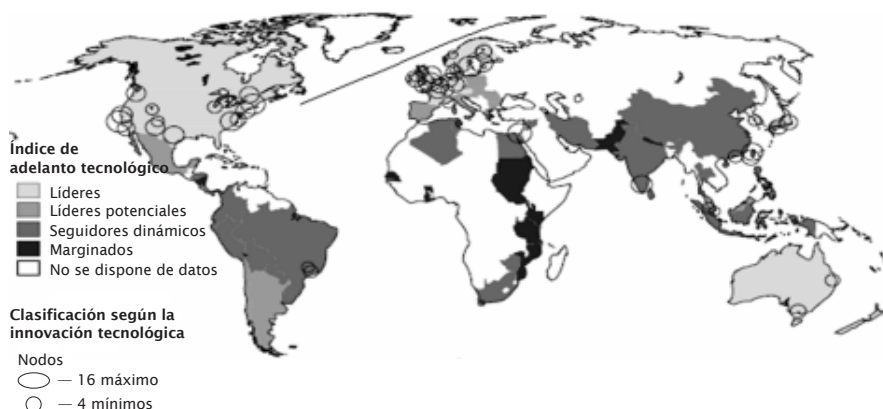 Índice de
adelanto tecnológico
Líderes
Líderes potenciales
Seguidores dinámicos
Marginados
No se dispone de datos
Clasificación según la
innovación tecnológica
Nodos
— 16 máximo
— 4 mínimos